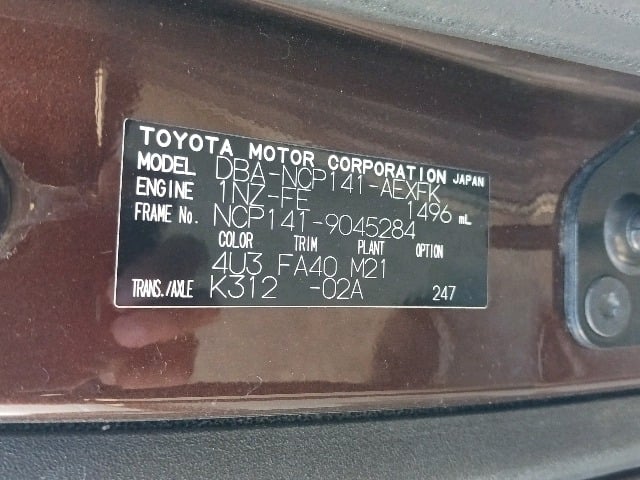 TOYOTA MOTOR CORPORATION JAPAN
MODEL DBA-NCP141-AEXFK
ENGINE 1NZ-FE 1496 mL
FRAME No. NCP141-9045284
COLOR TRIM PLANT OPTION
4U3 FA40 M21
TRANS./AXLE K312 -02A 247